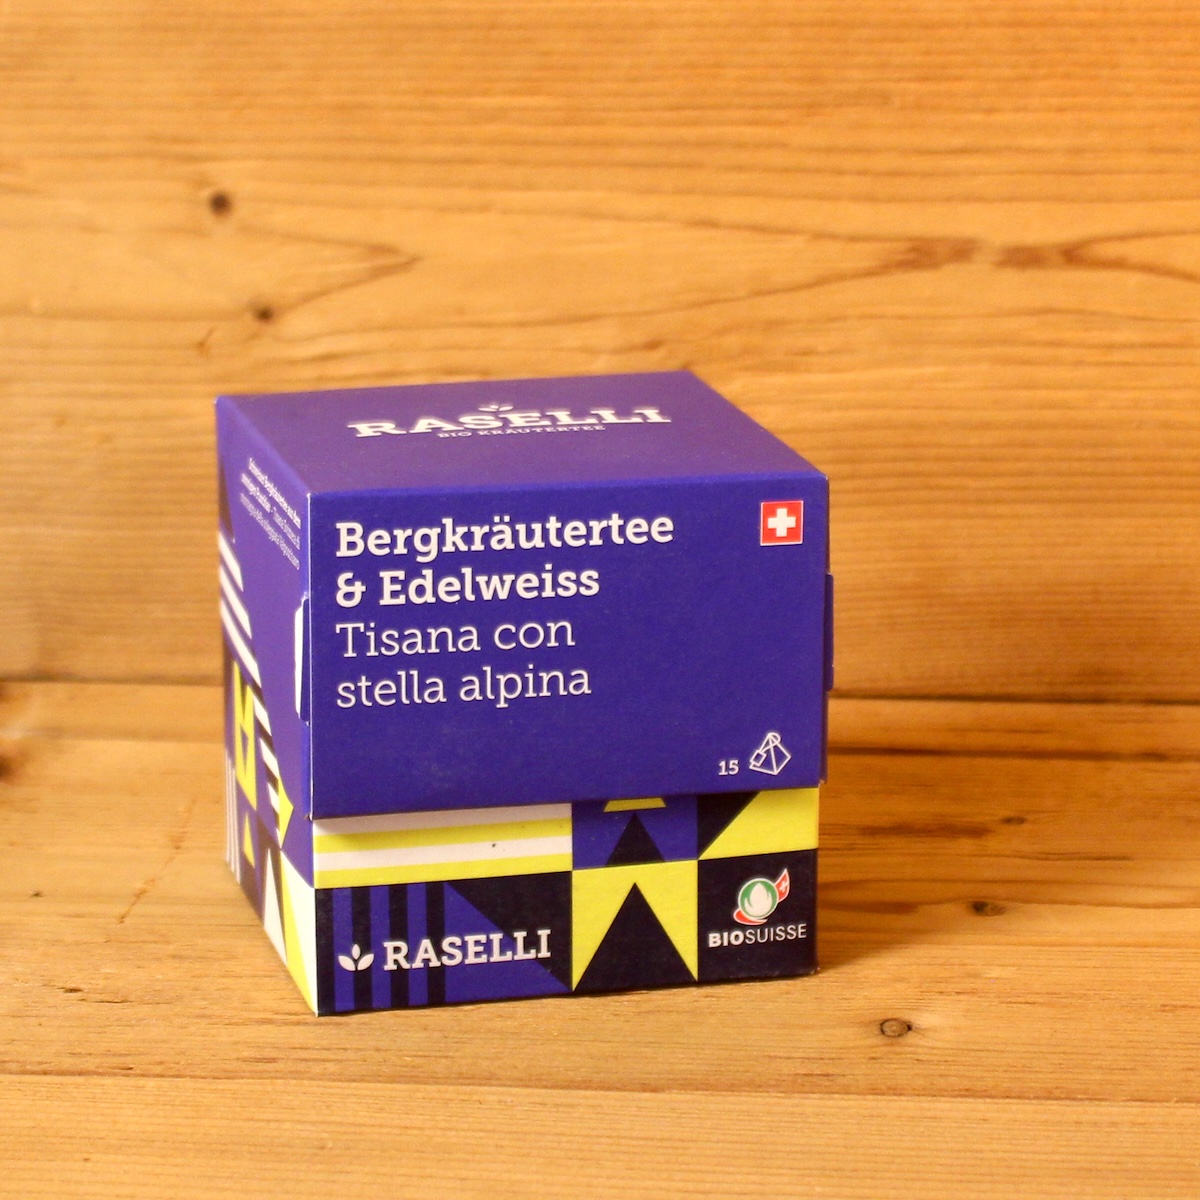 RASELLI
BIO KRÄUTERTEE
Bergkräutertee
& Edelweiss
Tisana con
stella alpina
15
RASELLI
BIOSUISSE